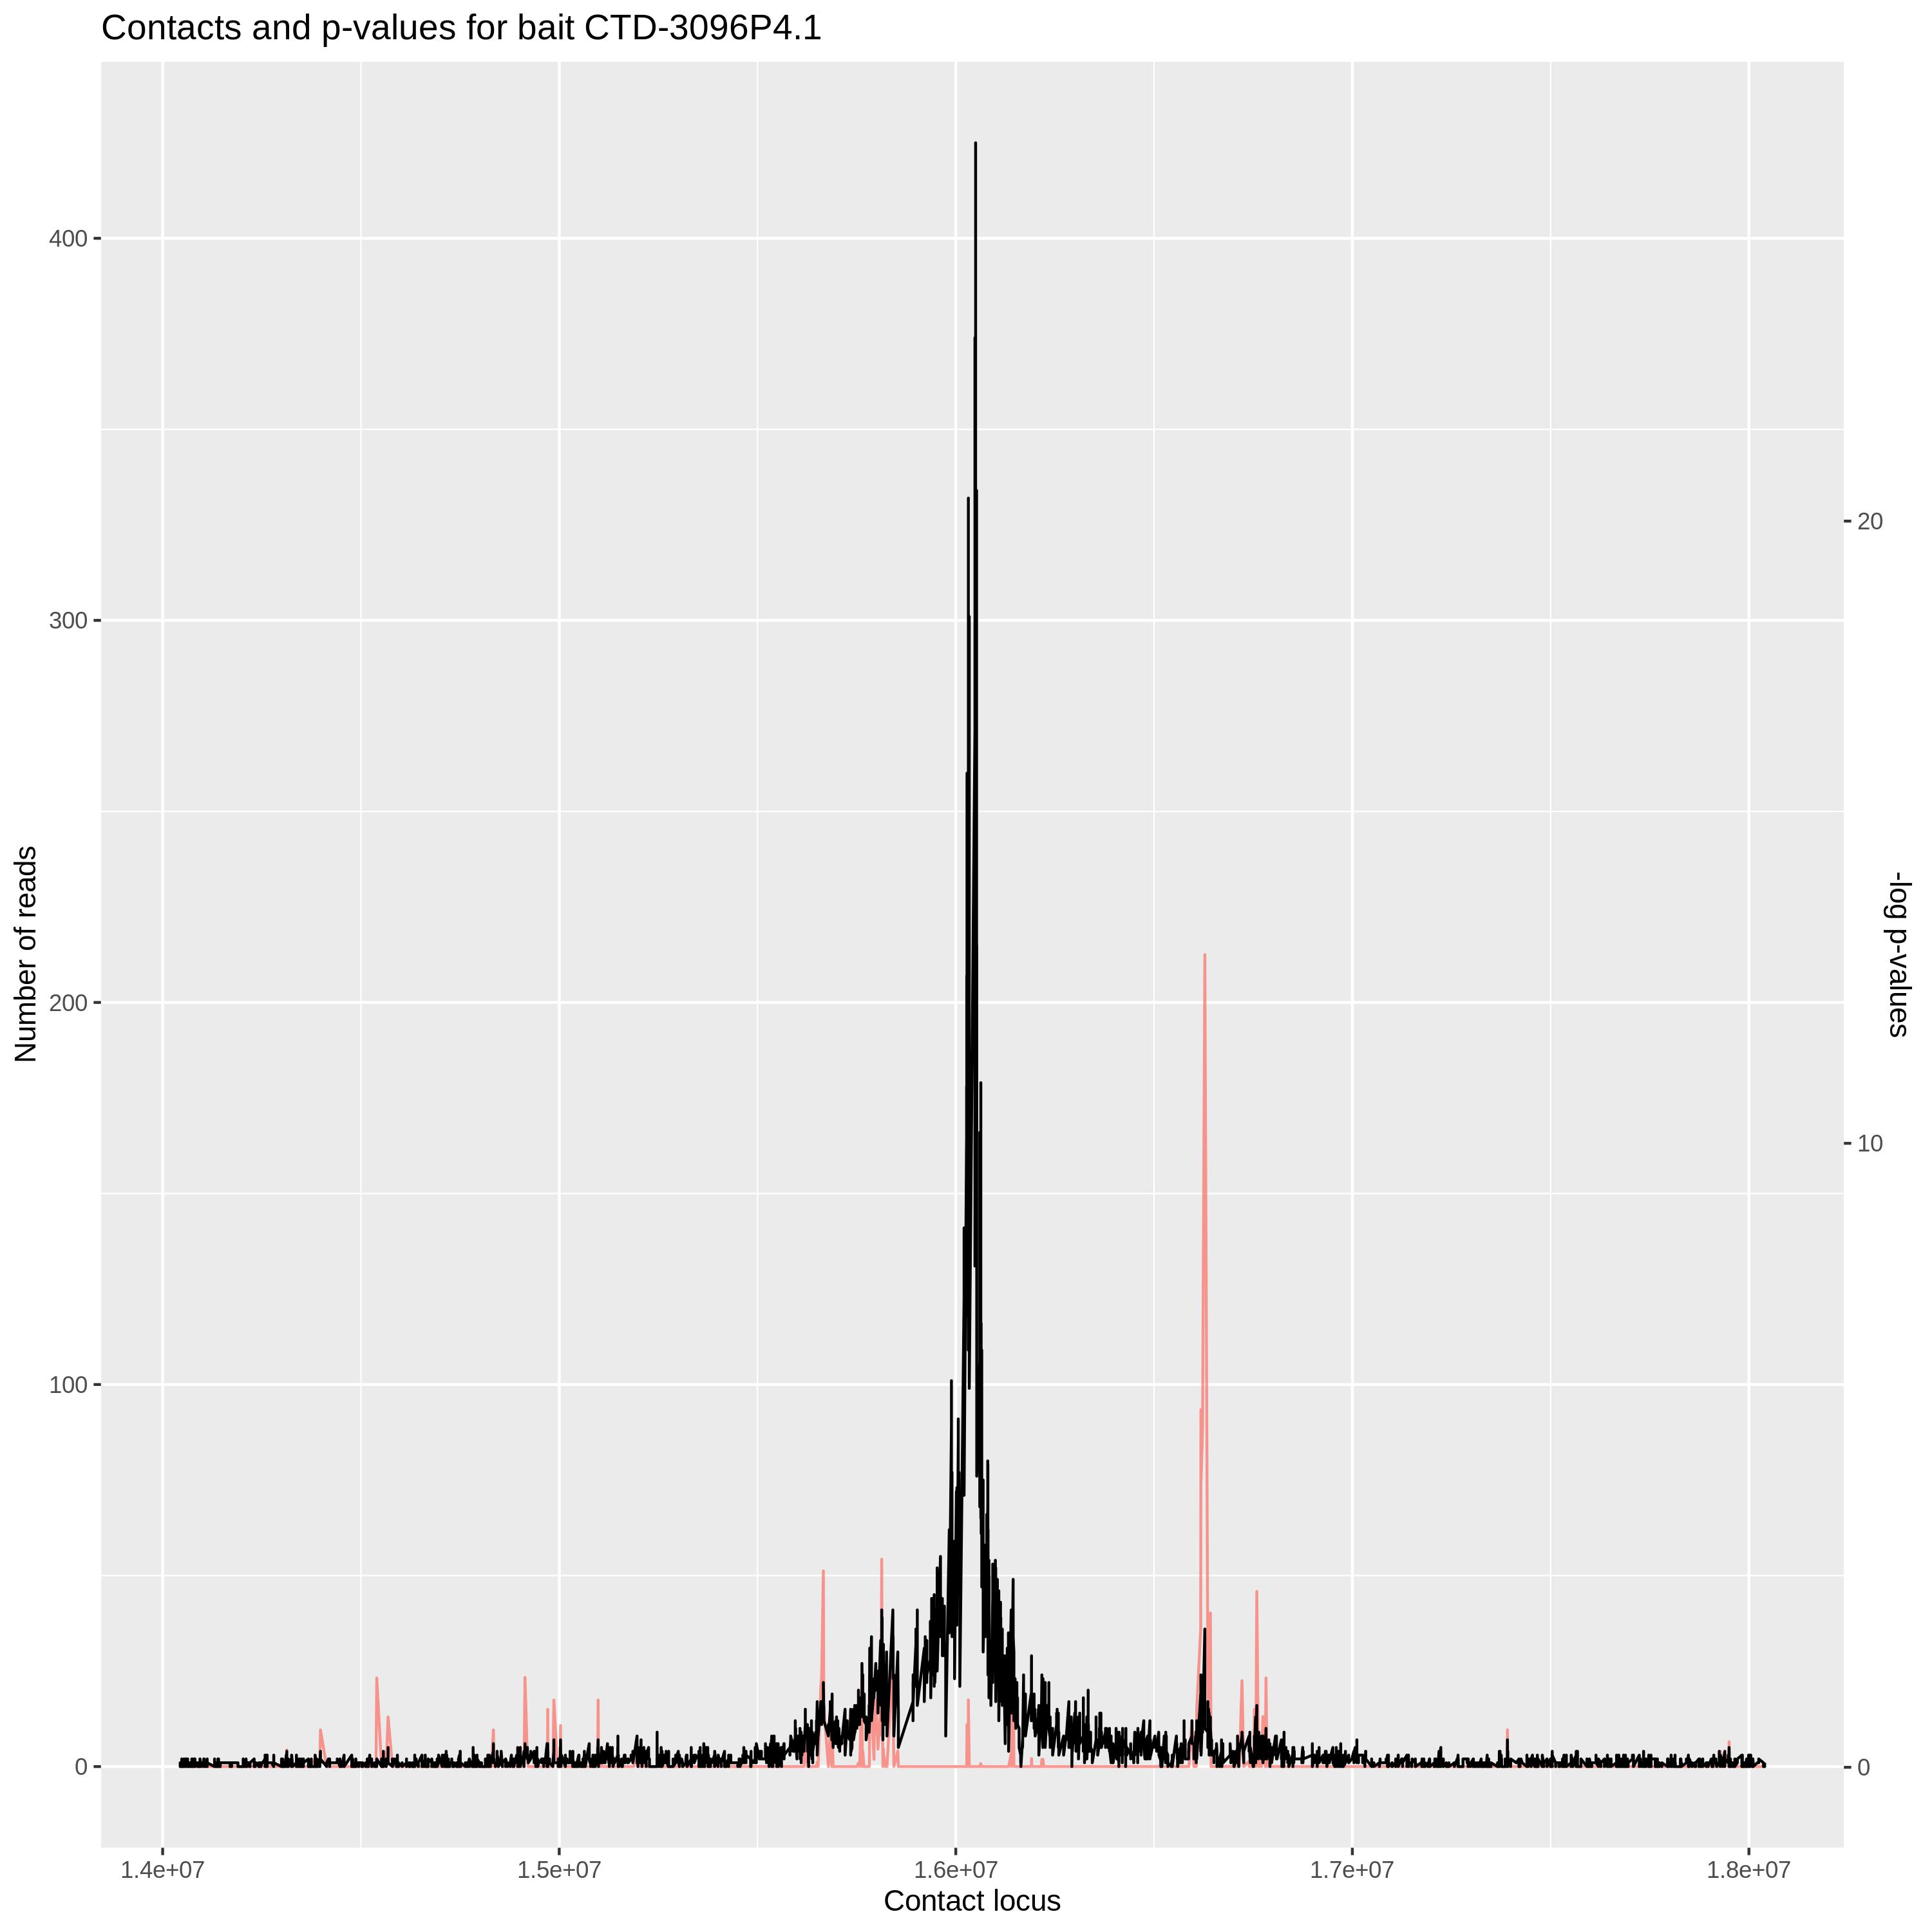 Contacts and p-values for bait CTD-3096P4.1
400
300
200
100
0
Number of reads
20
10
0
-log p-values
1.4e+07 1.5e+07 1.6e+07 1.7e+07 1.8e+07
Contact locus